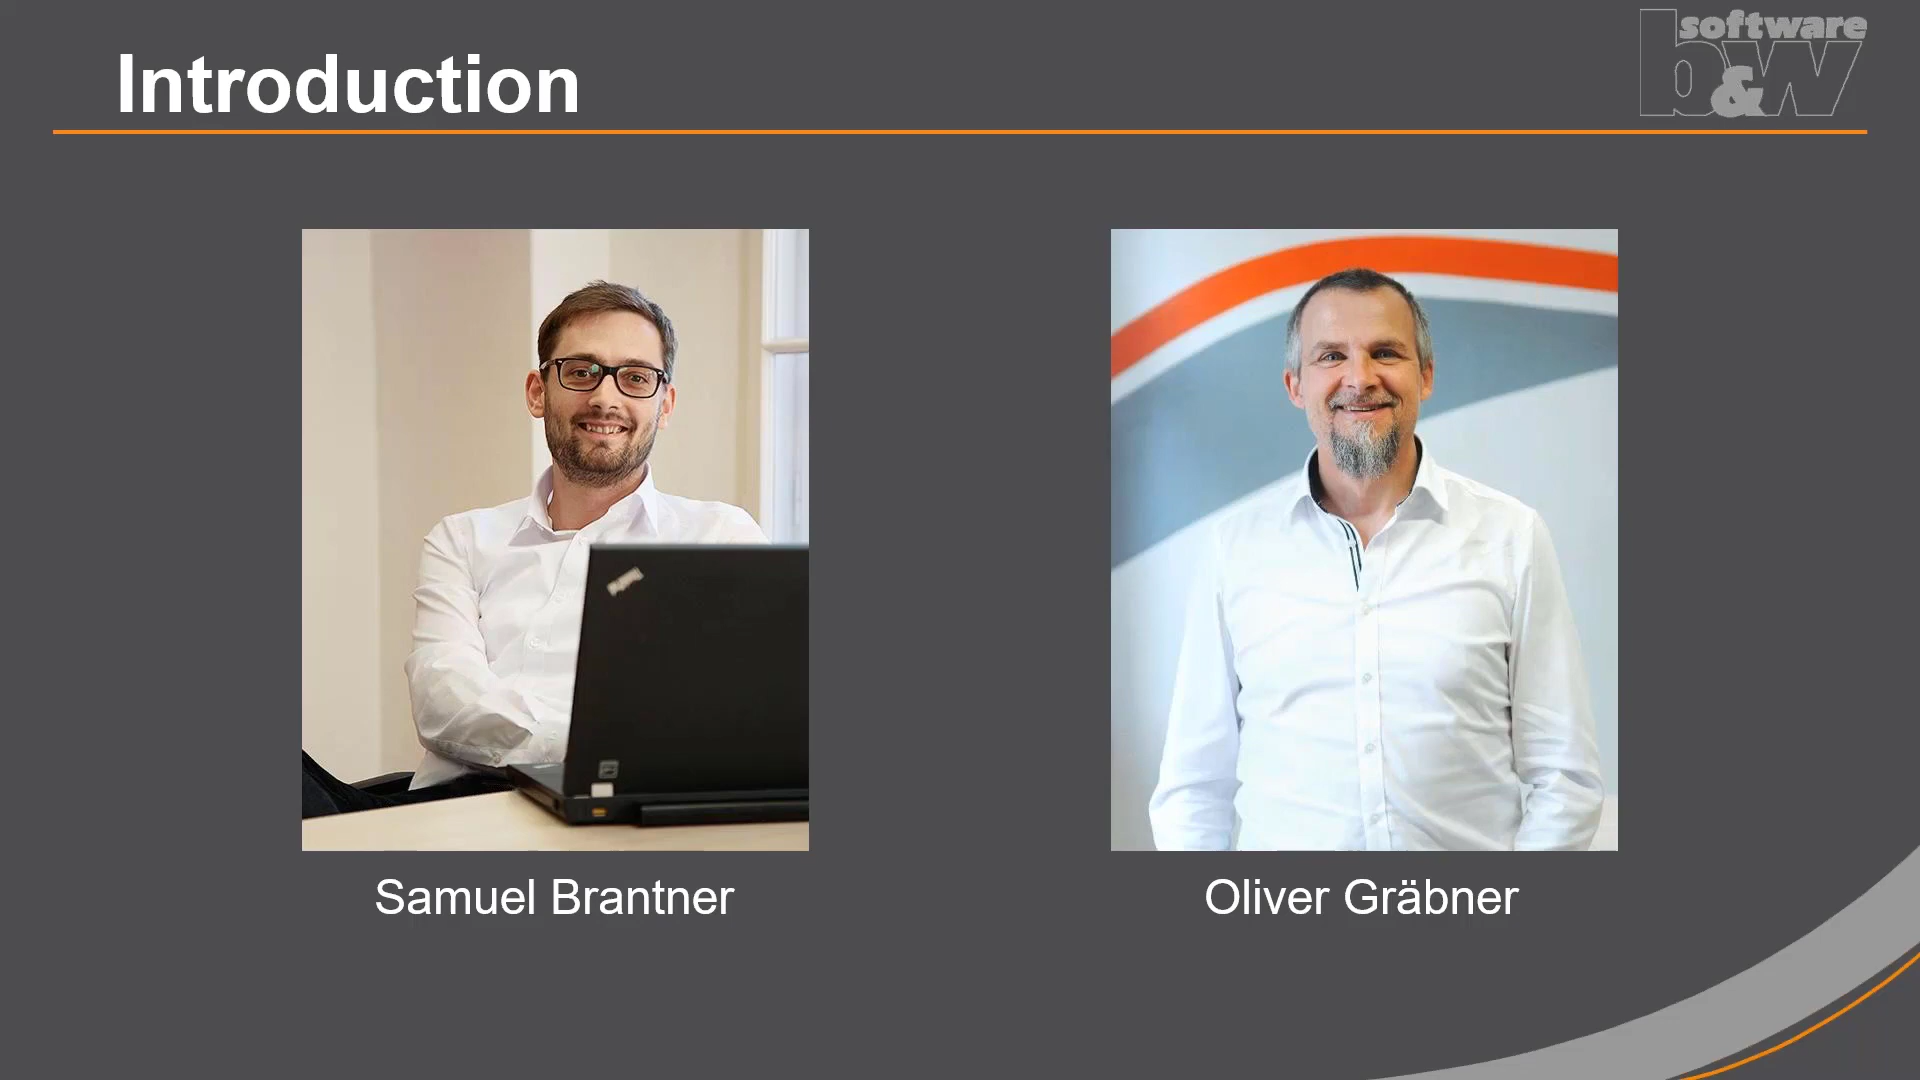 Introduction
software
b&w
Samuel Brantner
Oliver Gräbner